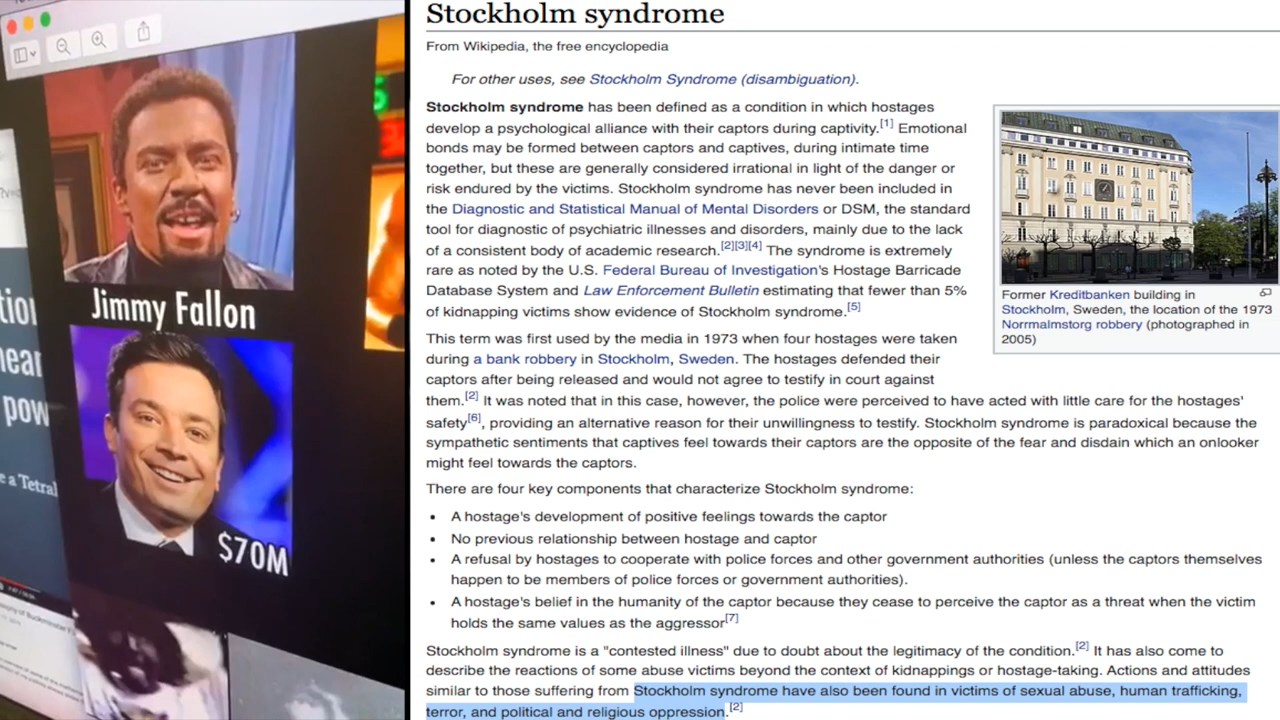 Jimmy Fallon
$70M
tion
near
pow
e a Tetral
Stockholm syndrome
From Wikipedia, the free encyclopedia
For other uses, see Stockholm Syndrome (disambiguation).
Stockholm syndrome has been defined as a condition in which hostages
develop a psychological alliance with their captors during captivity.[1] Emotional
bonds may be formed between captors and captives, during intimate time
together, but these are generally considered irrational in light of the danger or
risk endured by the victims. Stockholm syndrome has never been included in
the Diagnostic and Statistical Manual of Mental Disorders or DSM, the standard
tool for diagnostic of psychiatric illnesses and disorders, mainly due to the lack
of a consistent body of academic research.[2][3][4] The syndrome is extremely
rare as noted by the U.S. Federal Bureau of Investigation's Hostage Barricade
Database System and Law Enforcement Bulletin estimating that fewer than 5%
of kidnapping victims show evidence of Stockholm syndrome.[5]
Former Kreditbanken building in
Stockholm, Sweden, the location of the 1973
Norrmalmstorg robbery (photographed in
2005)
This term was first used by the media in 1973 when four hostages were taken
during a bank robbery in Stockholm, Sweden. The hostages defended their
captors after being released and would not agree to testify in court against
them.[2] It was noted that in this case, however, the police were perceived to have acted with little care for the hostages'
safety[6], providing an alternative reason for their unwillingness to testify. Stockholm syndrome is paradoxical because the
sympathetic sentiments that captives feel towards their captors are the opposite of the fear and disdain which an onlooker
might feel towards the captors.
There are four key components that characterize Stockholm syndrome:
• A hostage's development of positive feelings towards the captor
• No previous relationship between hostage and captor
• A refusal by hostages to cooperate with police forces and other government authorities (unless the captors themselves
happen to be members of police forces or government authorities).
• A hostage's belief in the humanity of the captor because they cease to perceive the captor as a threat when the victim
holds the same values as the aggressor[7]
Stockholm syndrome is a "contested illness" due to doubt about the legitimacy of the condition.[2] It has also come to
describe the reactions of some abuse victims beyond the context of kidnappings or hostage-taking. Actions and attitudes
similar to those suffering from Stockholm syndrome have also been found in victims of sexual abuse, human trafficking,
terror, and political and religious oppression.[2]